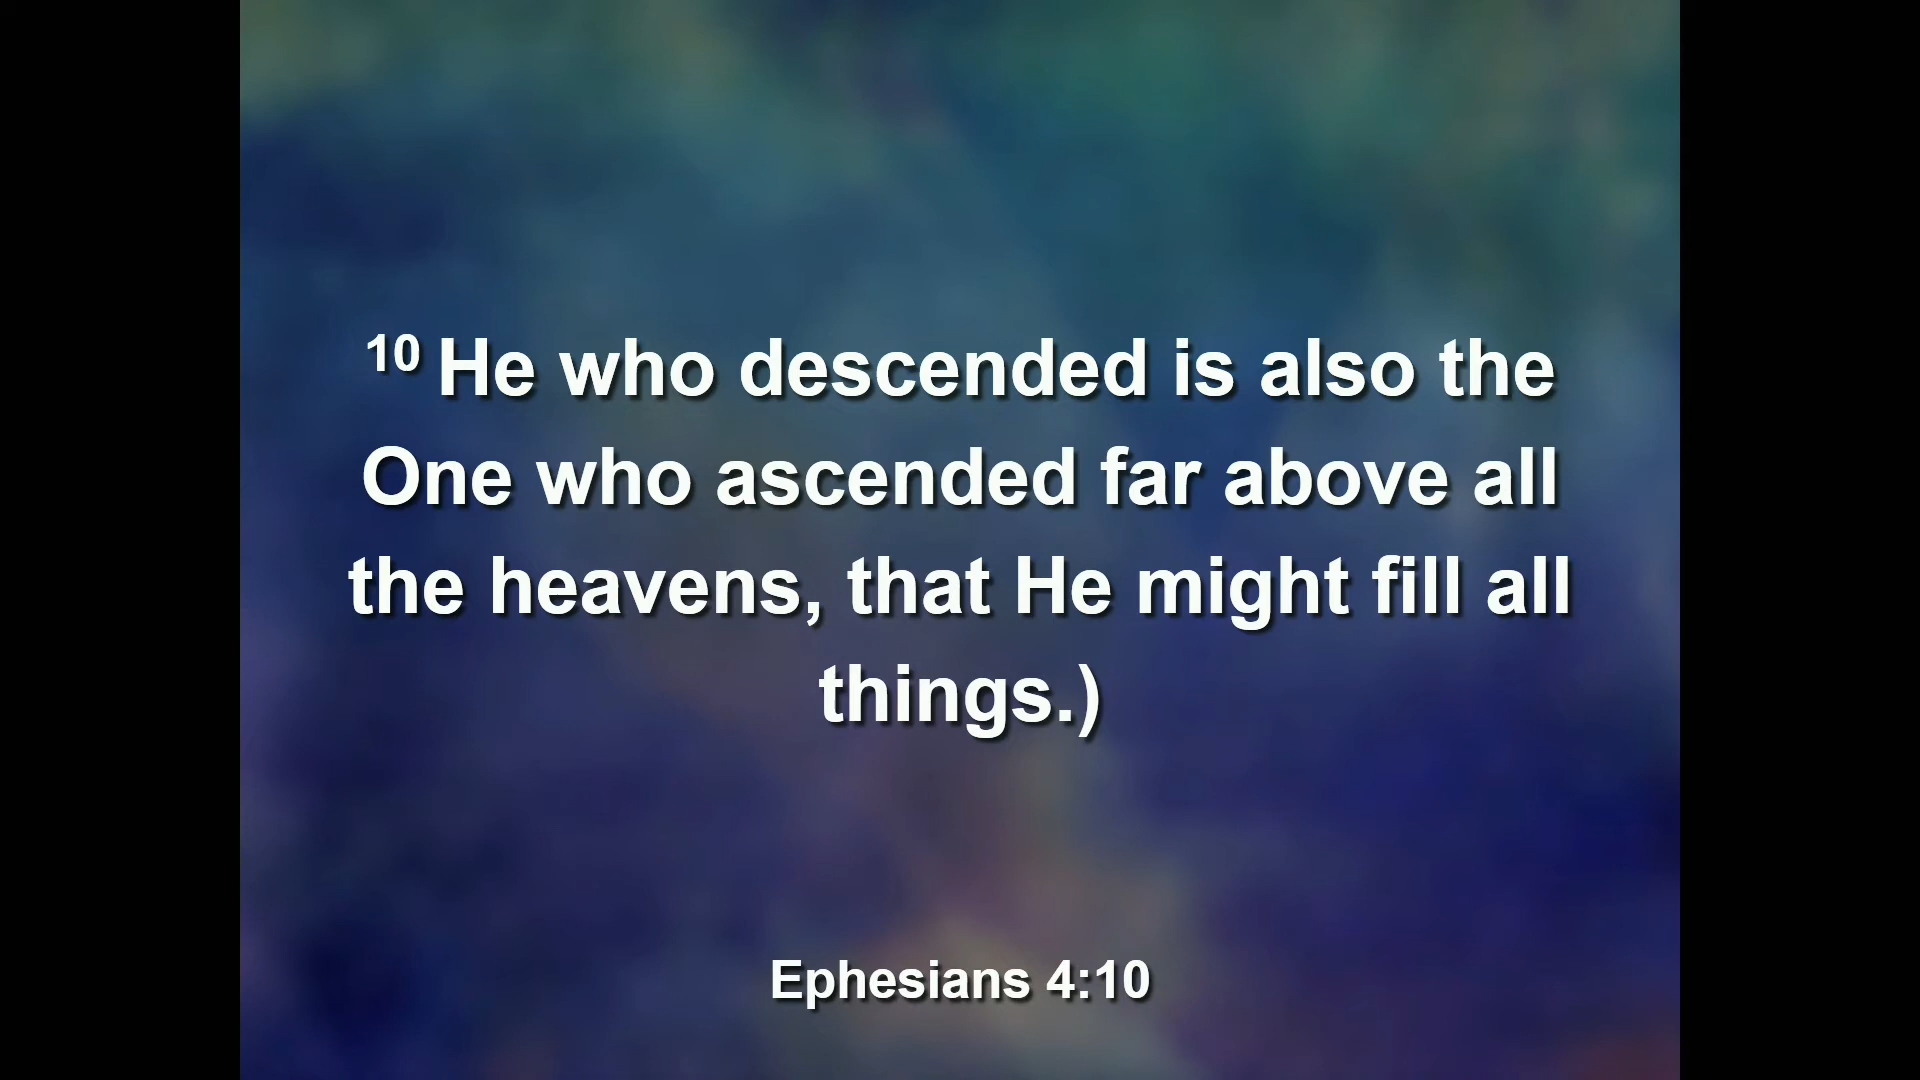 10 He who descended is also the
One who ascended far above all
the heavens, that He might fill all
things.)
Ephesians 4:10